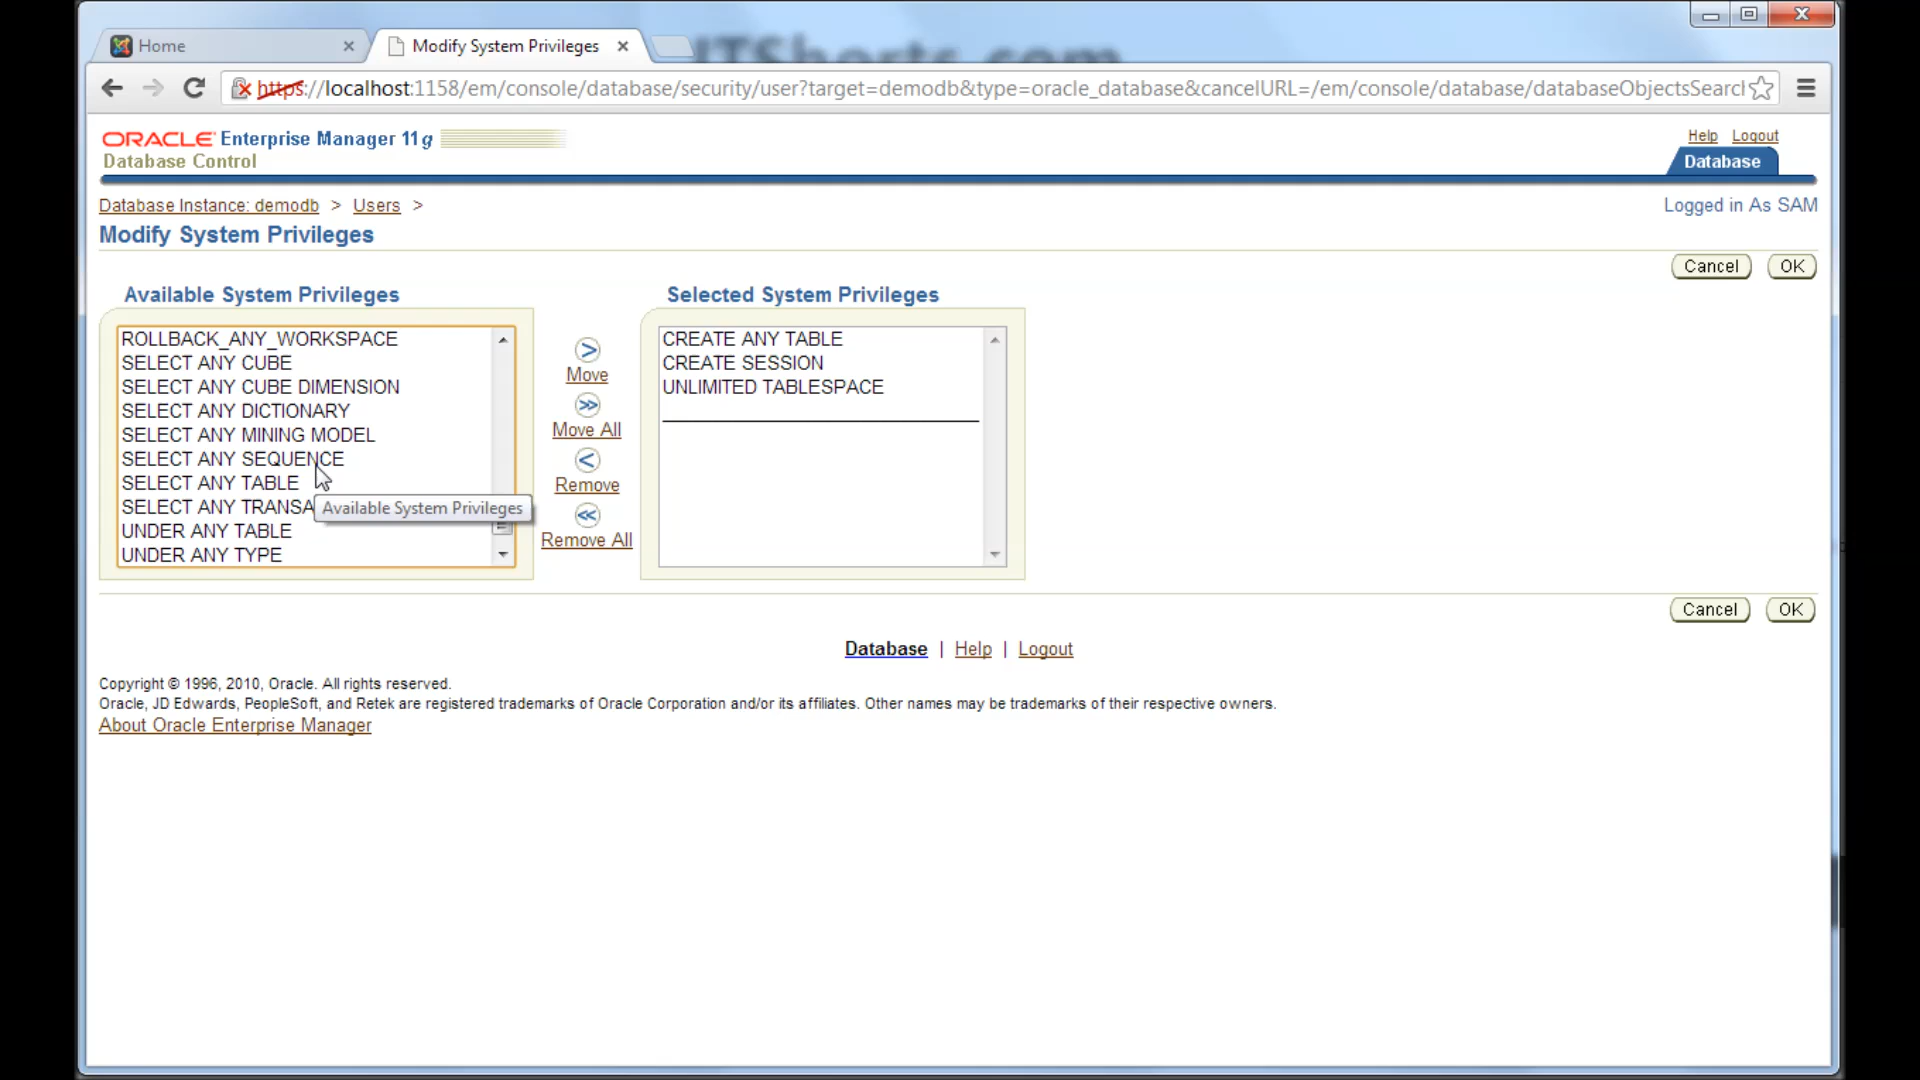 ITShorts.com
Home
Modify System Privileges
https://localhost:1158/em/console/database/security/user?target=demodb&type=oracle_database&cancelURL=/em/console/database/databaseObjectsSearch
ORACLE Enterprise Manager 11g
Database Control
Help Logout
Database
Database Instance: demodb > Users >
Logged in As SAM
Modify System Privileges
Cancel OK
Available System Privileges
ROLLBACK_ANY_WORKSPACE
SELECT ANY CUBE
SELECT ANY CUBE DIMENSION
SELECT ANY DICTIONARY
SELECT ANY MINING MODEL
SELECT ANY SEQUENCE
SELECT ANY TABLE
SELECT ANY TRANSA
UNDER ANY TABLE
UNDER ANY TYPE
Available System Privileges
Move
Move All
Remove
Remove All
Selected System Privileges
CREATE ANY TABLE
CREATE SESSION
UNLIMITED TABLESPACE
Cancel OK
Database | Help | Logout
Copyright © 1996, 2010, Oracle. All rights reserved.
Oracle, JD Edwards, PeopleSoft, and Retek are registered trademarks of Oracle Corporation and/or its affiliates. Other names may be trademarks of their respective owners.
About Oracle Enterprise Manager